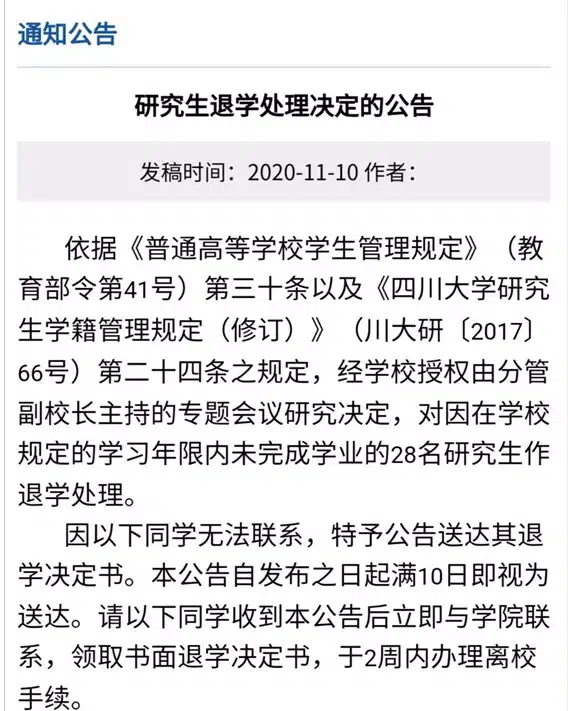 通知公告
研究生退学处理决定的公告
发稿时间：2020-11-10 作者：
依据《普通高等学校学生管理规定》（教
育部令第41号）第三十条以及《四川大学研究
生学籍管理规定（修订）》（川大研〔2017〕
66号）第二十四条之规定，经学校授权由分管
副校长主持的专题会议研究决定，对因在学校
规定的学习年限内未完成学业的28名研究生作
退学处理。
因以下同学无法联系，特予公告送达其退
学决定书。本公告自发布之日起满10日即视为
送达。请以下同学收到本公告后立即与学院联
系，领取书面退学决定书，于2周内办理离校
手续。